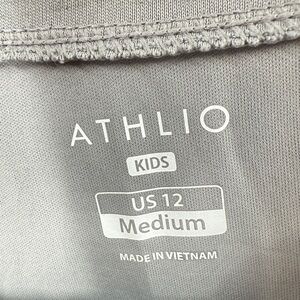 ATHLIO
KIDS
US 12
Medium
MADE IN VIETNAM